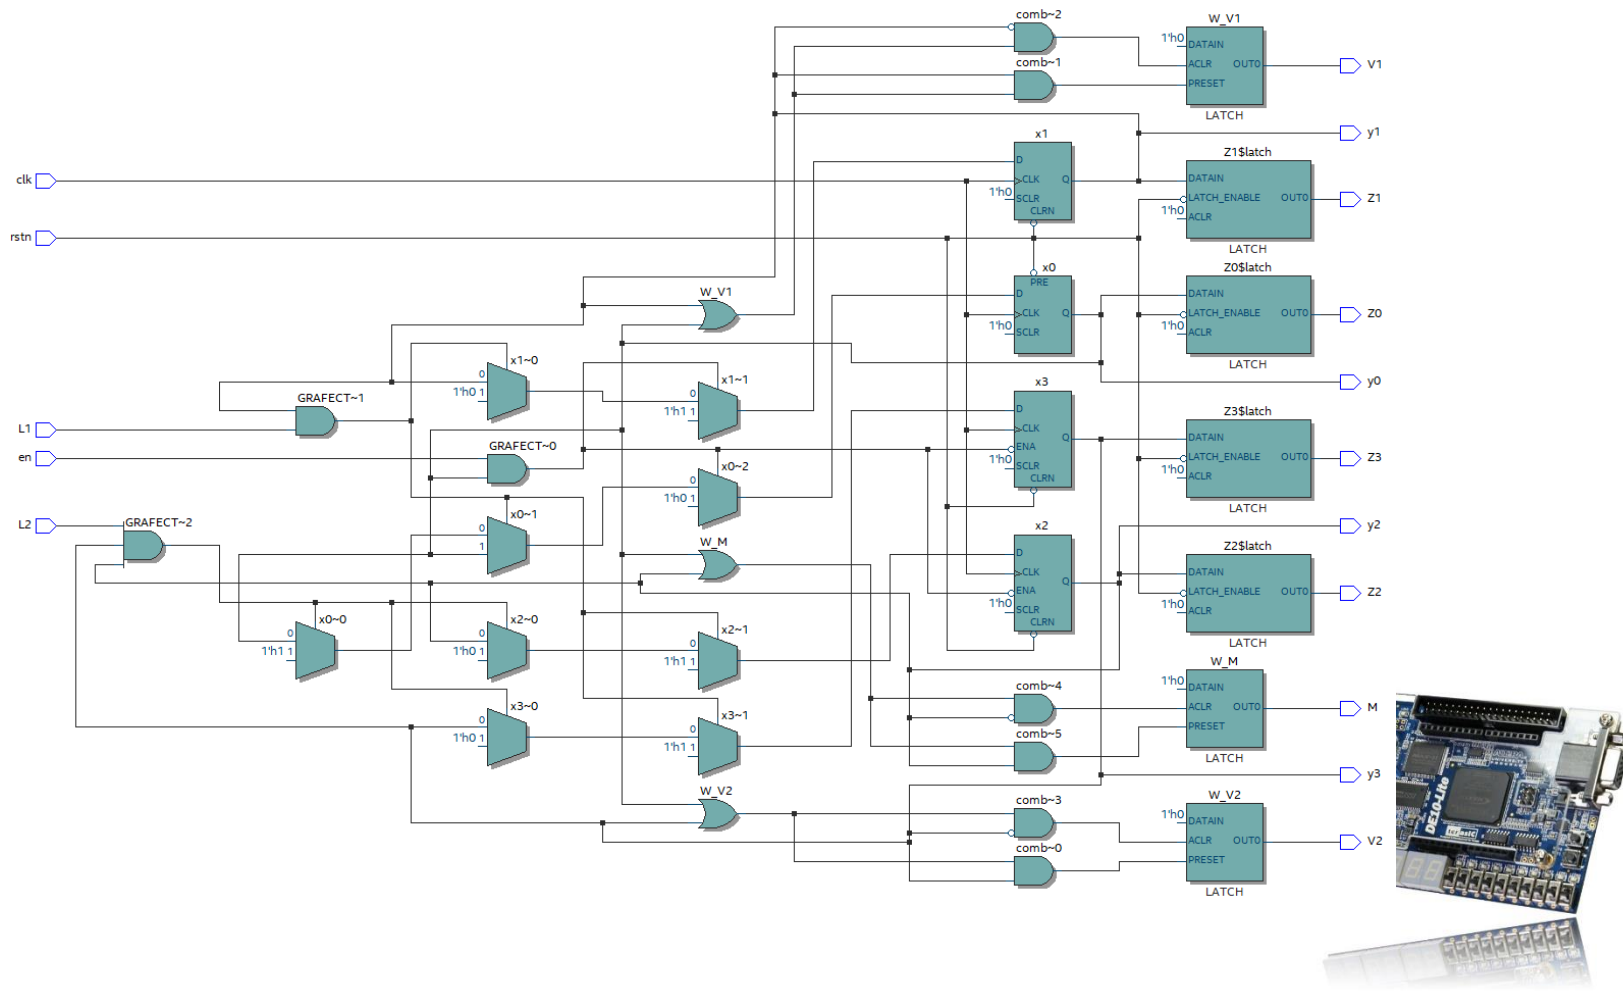 comb~2
W_V1
1'h0
DATAIN
ACLR
OUT0
V1
comb~1
PRESET
LATCH
y1
x1
Z1$latch
D
clk
CLK
Q
DATAIN
1'h0
SCLR
LATCH_ENABLE
OUT0
Z1
CLRN
1'h0
ACLR
rstn
LATCH
x0
Z0$latch
PRE
D
DATAIN
W_V1
CLK
Q
LATCH_ENABLE
OUT0
Z0
1'h0
SCLR
1'h0
ACLR
x1~0
LATCH
0
x1~1
y0
1'h0 1
0
x3
GRAFECT~1
1'h1 1
D
Z3$latch
L1
CLK
Q
DATAIN
GRAFECT~0
ENA
en
1'h0
SCLR
LATCH_ENABLE
OUT0
Z3
x0~2
CLRN
1'h0
ACLR
0
1'h0 1
LATCH
x0~1
L2
GRAFECT~2
x2
y2
0
1
W_M
D
Z2$latch
CLK
Q
DATAIN
ENA
LATCH_ENABLE
OUT0
Z2
1'h0
SCLR
1'h0
ACLR
x0~0
x2~0
CLRN
0
0
x2~1
LATCH
1'h1 1
1'h0 1
0
1'h1 1
W_M
comb~4
1'h0
DATAIN
x3~0
ACLR
OUT0
M
0
x3~1
PRESET
1'h0 1
0
comb~5
1'h1 1
LATCH
y3
W_V2
comb~3
W_V2
1'h0
DATAIN
ACLR
OUT0
V2
comb~0
PRESET
LATCH
DE10-Lite
terasIC